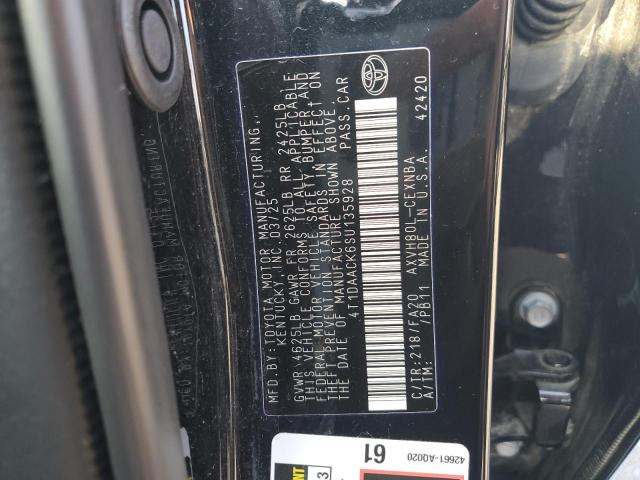 MFD.BY:TOYOTA MOTOR MANUFACTURING,
KENTUCKY, INC. 03/25
GVWR 4625LB GAWR FR 2625LB RR 2425LB
THIS VEHICLE CONFORMS TO ALL APPLICABLE
FEDERAL MOTOR VEHICLE SAFETY, BUMPER AND
THEFT PREVENTION STANDARDS IN EFFECT ON
THE DATE OF MANUFACTURE SHOWN ABOVE.
4T1DAACK6SU135928 PASS.CAR
C/TR:218/FA20 AXVH80L-CEXNBA
A/TM: /PB11 MADE IN U.S.A. 42420
42661-AQ020
61